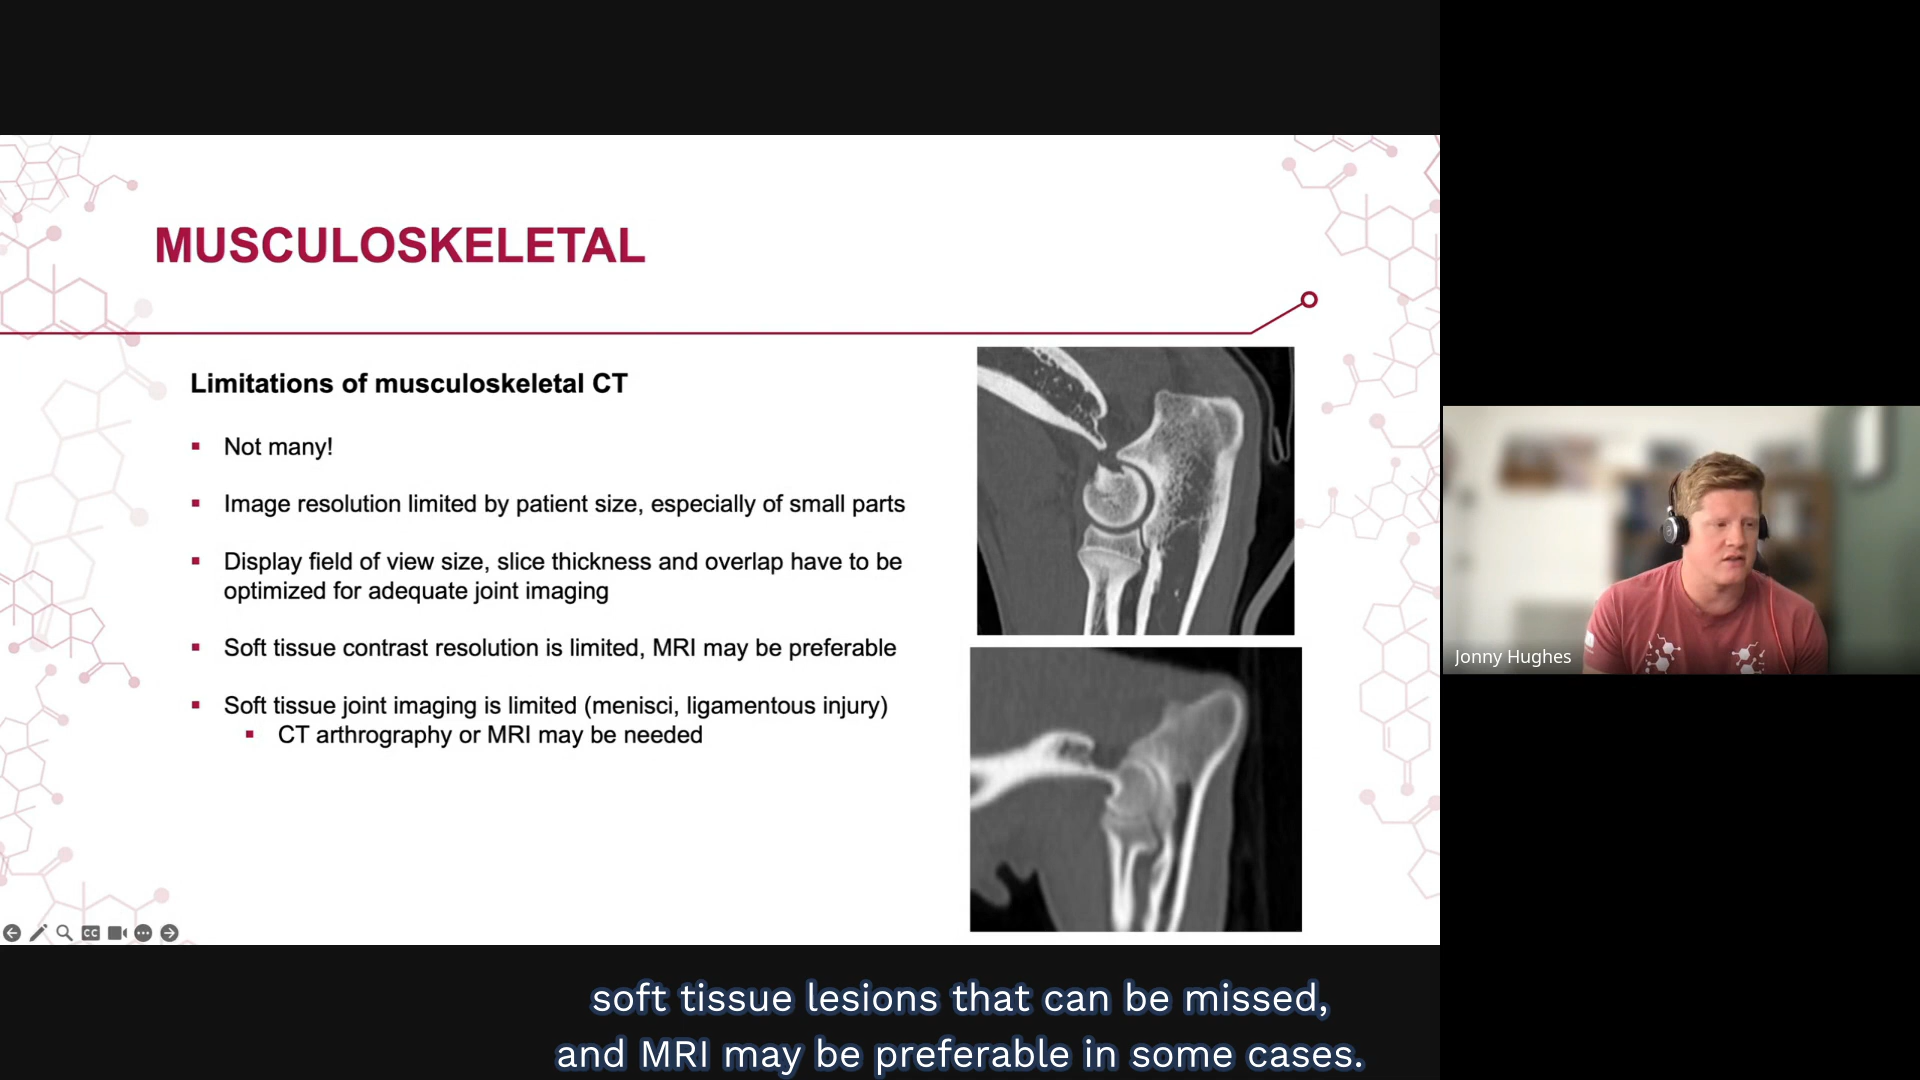 MUSCULOSKELETAL
Limitations of musculoskeletal CT
▪ Not many!
▪ Image resolution limited by patient size, especially of small parts
▪ Display field of view size, slice thickness and overlap have to be
optimized for adequate joint imaging
▪ Soft tissue contrast resolution is limited, MRI may be preferable
▪ Soft tissue joint imaging is limited (menisci, ligamentous injury)
▪ CT arthrography or MRI may be needed
CC
Jonny Hughes
soft tissue lesions that can be missed,
and MRI may be preferable in some cases.